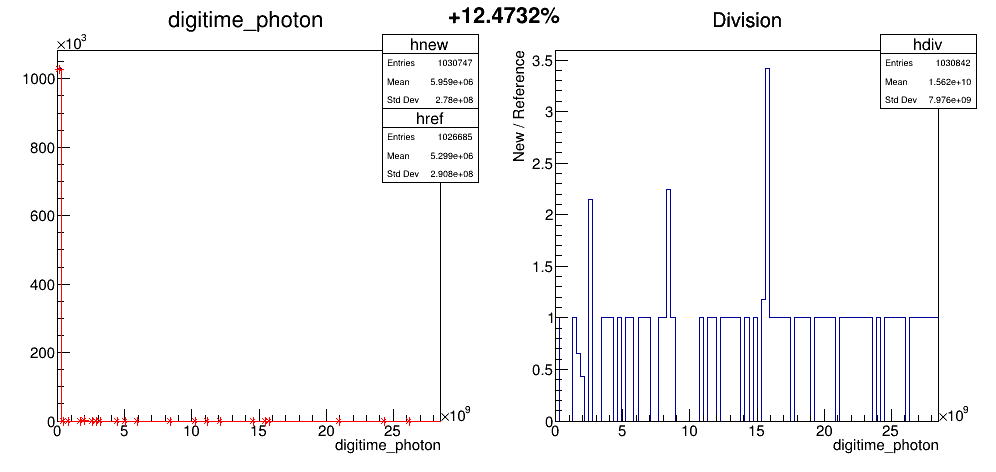 +12.4732%
digitime_photon
×10³
hnew
Entries 1030747
Mean 5.959e+06
Std Dev 2.78e+08
href
Entries 1026685
Mean 5.299e+06
Std Dev 2.908e+08
1000
800
600
400
200
0
0 5 10 15 20 25 ×10⁹
digitime_photon
Division
hdiv
Entries 1030842
Mean 1.562e+10
Std Dev 7.976e+09
New / Reference
3.5
3
2.5
2
1.5
1
0.5
0
0 5 10 15 20 25 ×10⁹
digitime_photon